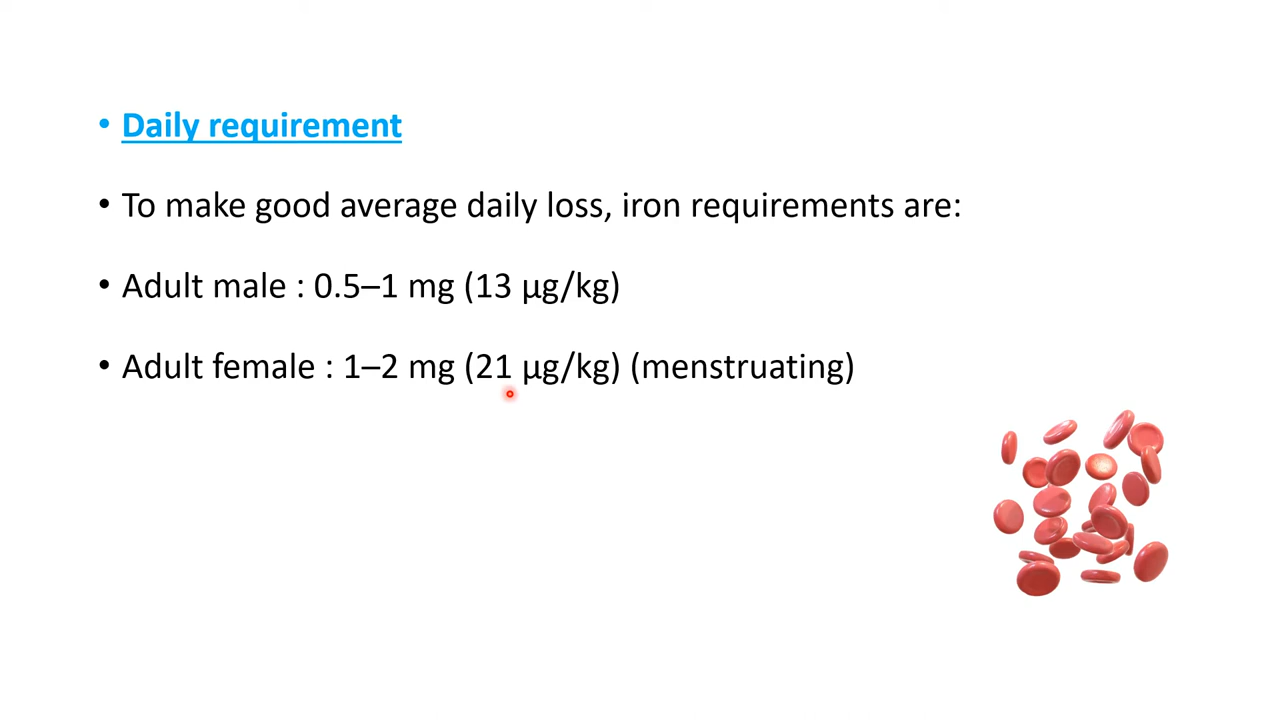 • Daily requirement
• To make good average daily loss, iron requirements are:
• Adult male : 0.5–1 mg (13 μg/kg)
• Adult female : 1–2 mg (21 μg/kg) (menstruating)